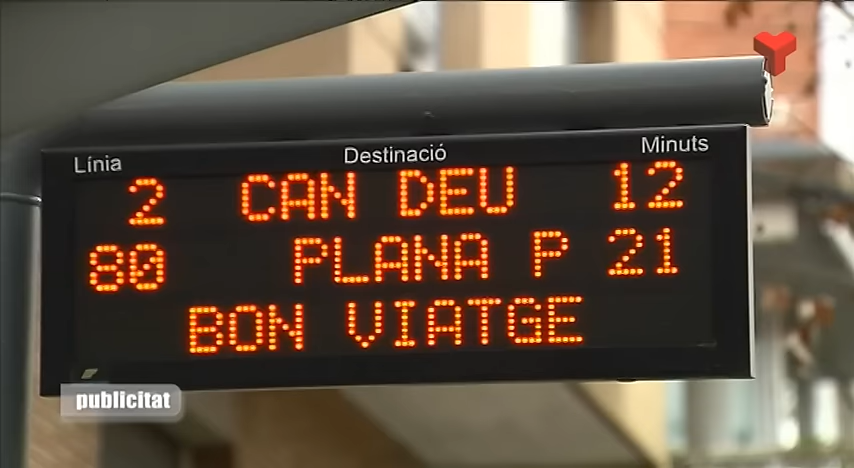 Línia Destinació Minuts
2 CAN DEU 12
80 PLANA P 21
BON VIATGE
publicitat